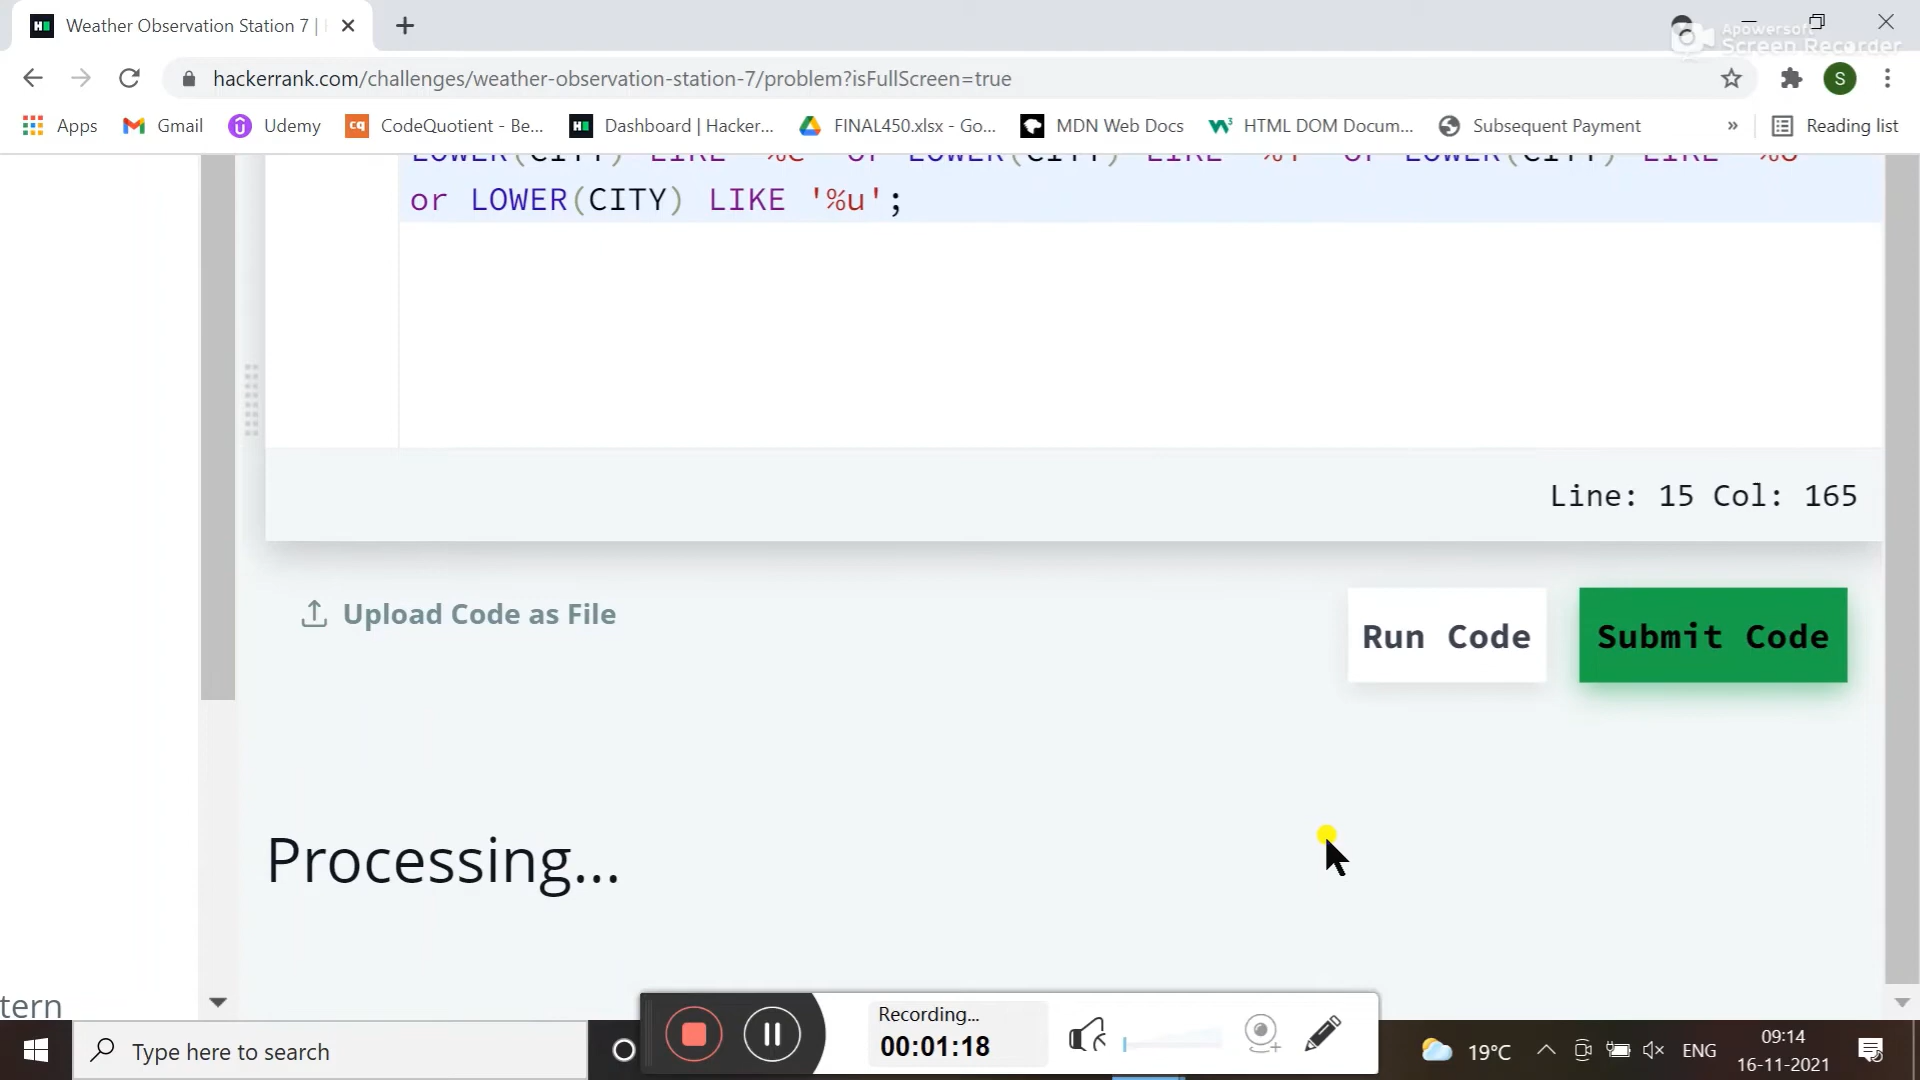 Weather Observation Station 7 |
Apowersoft
Screen Recorder
hackerrank.com/challenges/weather-observation-station-7/problem?isFullScreen=true
S
Apps
Gmail
Udemy
CodeQuotient - Be...
Dashboard | Hacker...
FINAL450.xlsx - Go...
MDN Web Docs
HTML DOM Docum...
Subsequent Payment
»
Reading list
or LOWER(CITY) LIKE '%u';
Line: 15 Col: 165
Upload Code as File
Run Code
Submit Code
Processing...
tern
Recording...
00:01:18
Type here to search
19°C
ENG
09:14
16-11-2021